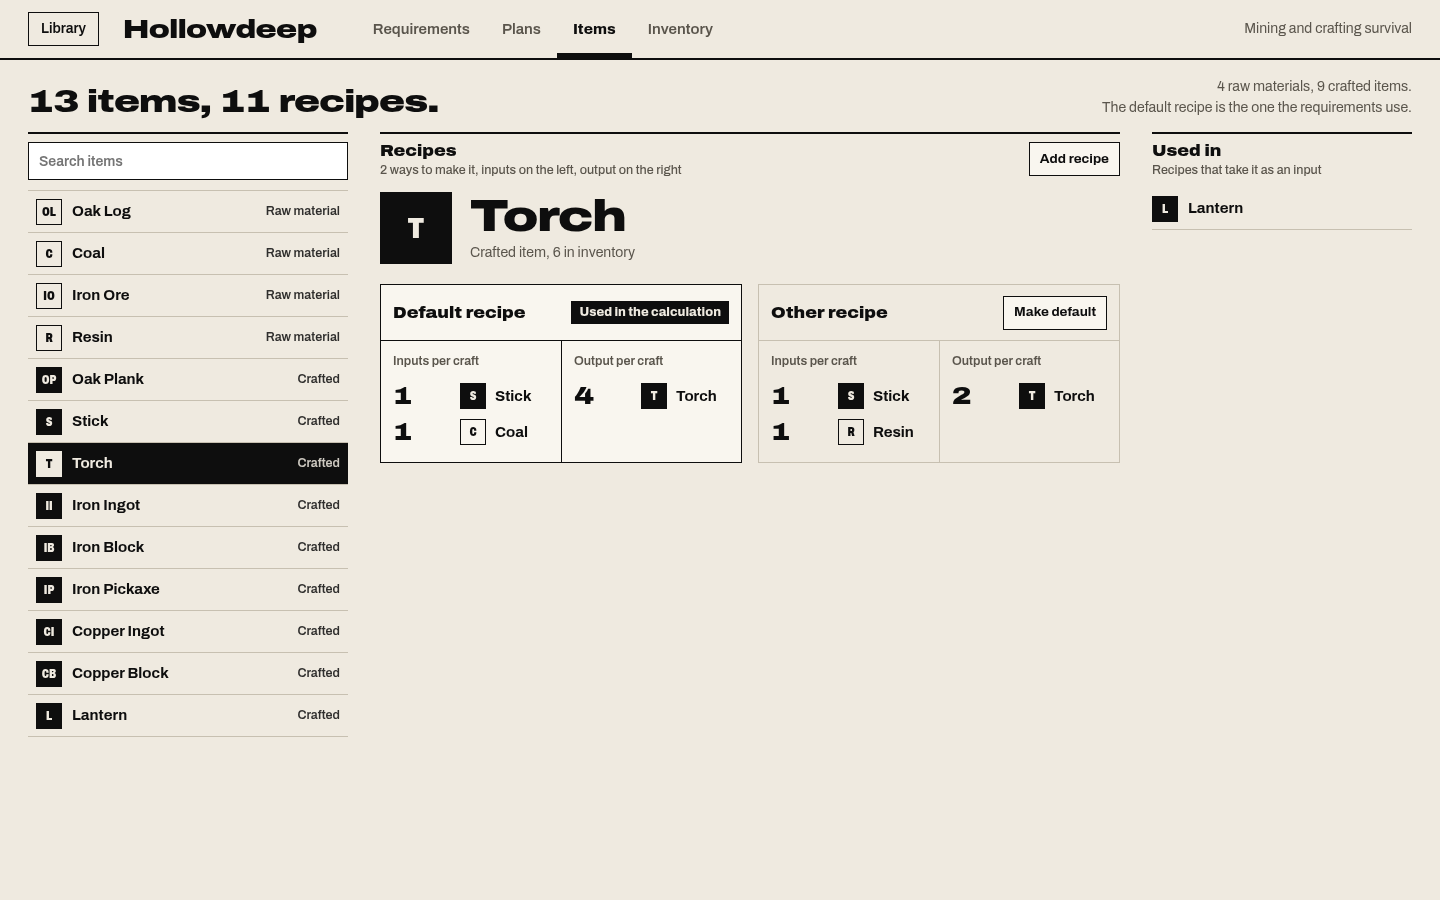 Library
Hollowdeep
Requirements
Plans
Items
Inventory
Mining and crafting survival
13 items, 11 recipes.
4 raw materials, 9 crafted items.
The default recipe is the one the requirements use.
Search items
OL Oak Log Raw material
C Coal Raw material
IO Iron Ore Raw material
R Resin Raw material
OP Oak Plank Crafted
S Stick Crafted
T Torch Crafted
II Iron Ingot Crafted
IB Iron Block Crafted
IP Iron Pickaxe Crafted
CI Copper Ingot Crafted
CB Copper Block Crafted
L Lantern Crafted
Recipes
2 ways to make it, inputs on the left, output on the right
Add recipe
T
Torch
Crafted item, 6 in inventory
Default recipe
Used in the calculation
Inputs per craft
1 S Stick
1 C Coal
Output per craft
4 T Torch
Other recipe
Make default
Inputs per craft
1 S Stick
1 R Resin
Output per craft
2 T Torch
Used in
Recipes that take it as an input
L Lantern